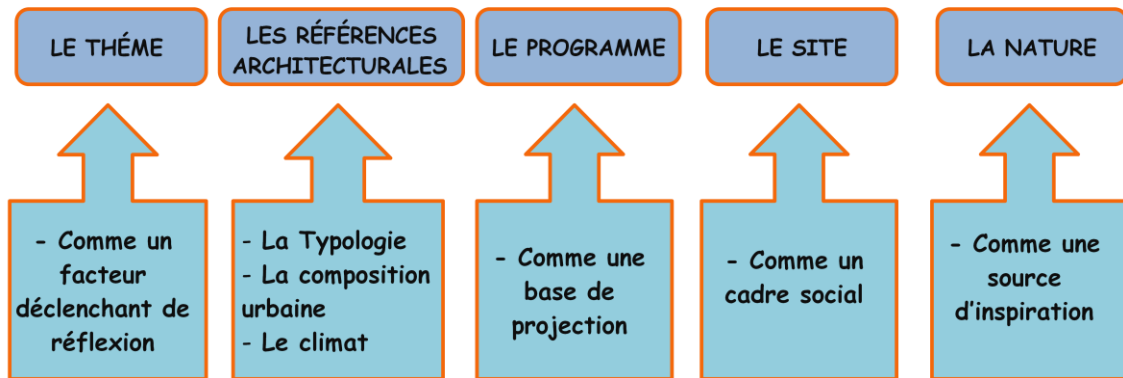 LE THÉME
LES RÉFÉRENCES
ARCHITECTURALES
LE PROGRAMME
LE SITE
LA NATURE
- Comme un
facteur
déclenchant de
réflexion
- La Typologie
- La composition
urbaine
- Le climat
- Comme une
base de
projection
- Comme un
cadre social
- Comme une
source
d'inspiration